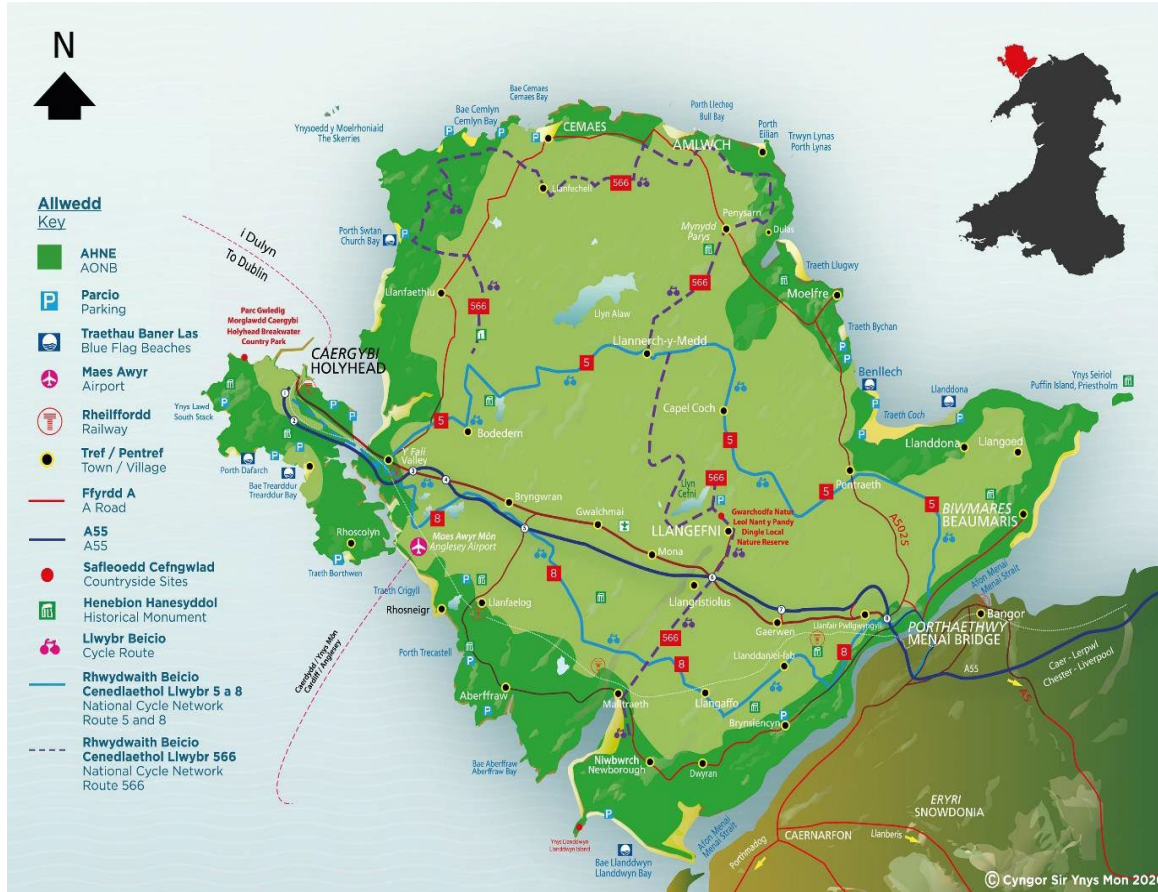 N
Allwedd
Key
AHNE
AONB
Parcio
Parking
Traethau Baner Las
Blue Flag Beaches
Maes Awyr
Airport
Rheilffordd
Railway
Tref / Pentref
Town / Village
Ffyrdd A
A Road
A55
A55
Safleoedd Cefngwlad
Countryside Sites
Henebion Hanesyddol
Historical Monument
Llwybr Beicio
Cycle Route
Rhwydwaith Beicio
Cenedlaethol Llwybr 5 a 8
National Cycle Network
Route 5 and 8
Rhwydwaith Beicio
Cenedlaethol Llwybr 566
National Cycle Network
Route 566
i Dulyn
To Dublin
Ynysoedd y Moelrhoniaid
The Skerries
Bae Cemlyn
Cemlyn Bay
Bae Cemaes
Cemaes Bay
CEMAES
Porth Llechog
Bull Bay
AMLWCH
Porth
Eilian
Trwyn Lynas
Porth Lynas
Llanfechell
566
Penysarn
Mynydd
Parys
Dulas
Porth Swtan
Church Bay
Traeth Llugwy
Llanfaethlu
566
566
Moelfre
Llyn Alaw
Traeth Bychan
Llannerch-y-Medd
5
Parc Gwledig
Morglawdd Caergybi
Holyhead Breakwater
Country Park
CAERGYBI
HOLYHEAD
Benllech
Llanddona
Ynys Seiriol
Puffin Island, Priestholm
Ynys Lawd
South Stack
Capel Coch
Traeth Coch
5
Bodedern
5
Llanddona
Llangoed
Porth Dafarch
Bae Trearddur
Trearddur Bay
Y Fali
Valley
Pentraeth
5
5
566
Llyn
Cefni
Bryngwran
Gwalchmai
Gwarchodfa Natur
Leol Nant y Pandy
Dingle Local
Nature Reserve
BIWMARES
BEAUMARIS
8
LLANGEFNI
Rhoscolyn
Maes Awyr Môn
Anglesey Airport
Mona
A5025
Traeth Borthwen
Traeth Crigyll
8
Llangristiolus
Afon Menai
Menai Strait
Rhosneigr
Llanfaelog
Gaerwen
Llanfair Pwllgwyngyll
Bangor
PORTHAETHWY
MENAI BRIDGE
566
Porth Trecastell
8
Llanddaniel-fab
8
A55
Caer - Lerpwl
Chester - Liverpool
A5
Caerdydd / Ynys Môn
Cardiff / Anglesey
Aberffraw
Malltraeth
Llangaffo
Brynsiencyn
Bae Aberffraw
Aberffraw Bay
Niwbwrch
Newborough
Dwyran
ERYRI
SNOWDONIA
Ynys Llanddwyn
Llanddwyn Island
Bae Llanddwyn
Llanddwyn Bay
Afon Menai
Menai Strait
CAERNARFON
Llanberis
Porthmadog
© Cyngor Sir Ynys Mon 2020